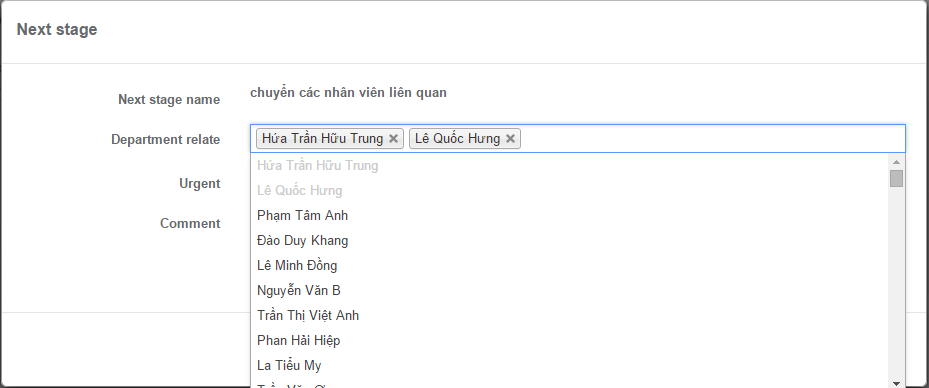 Next stage
Next stage name
chuyển các nhân viên liên quan
Department relate
Hứa Trần Hữu Trung
Lê Quốc Hưng
Hứa Trần Hữu Trung
Lê Quốc Hưng
Urgent
Phạm Tâm Anh
Comment
Đào Duy Khang
Lê Minh Đồng
Nguyễn Văn B
Trần Thị Việt Anh
Phan Hải Hiệp
La Tiểu My